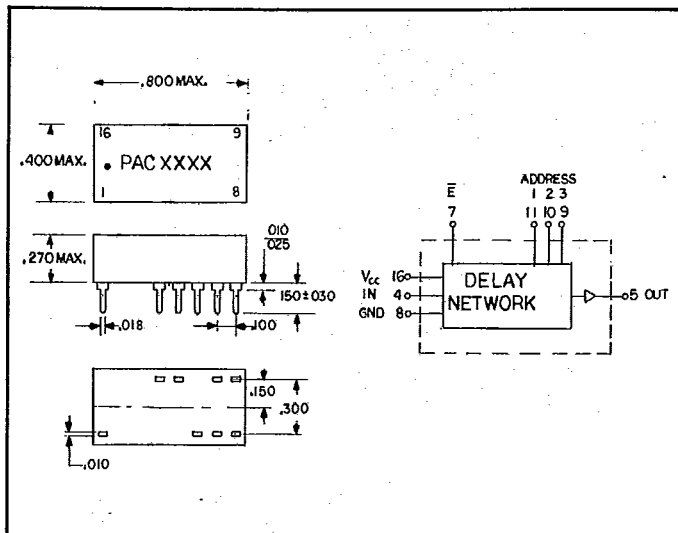 .800 MAX.
16 9
.400 MAX.
• PAC XXXX
1 8
.270 MAX.
.010
.025
.150±.030
.018
.100
.150
.300
.010
ADDRESS
E 1 2 3
7 11 10 9
Vcc 16
IN 4
GND 8
DELAY
NETWORK
5 OUT